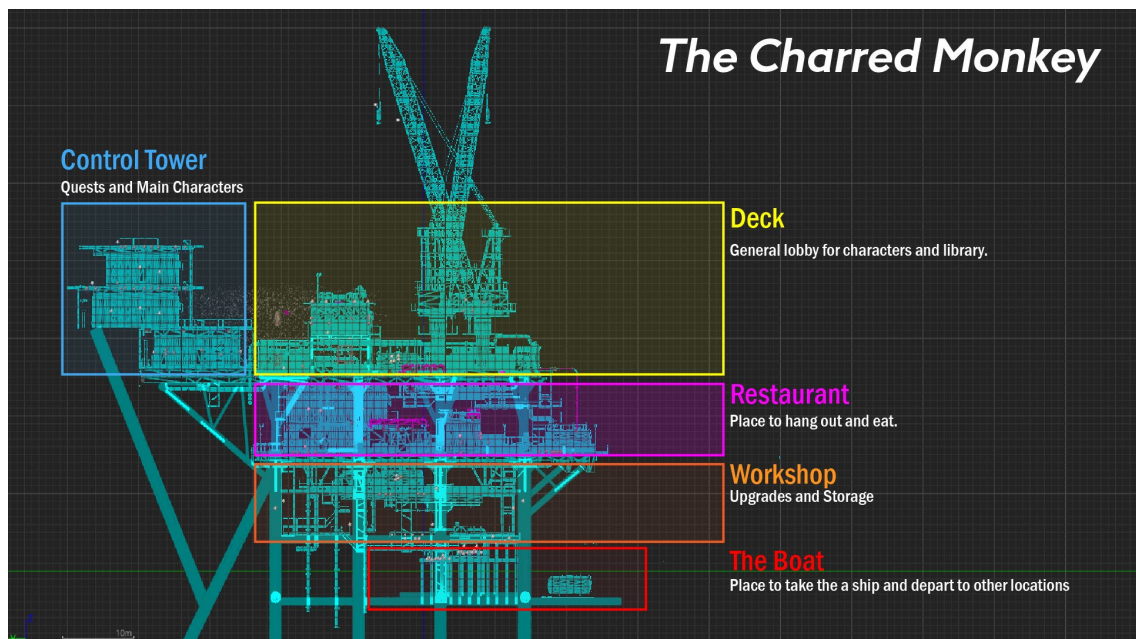 The Charred Monkey
Control Tower
Quests and Main Characters
Deck
General lobby for characters and library.
Restaurant
Place to hang out and eat.
Workshop
Upgrades and Storage
The Boat
Place to take the a ship and depart to other locations
10m